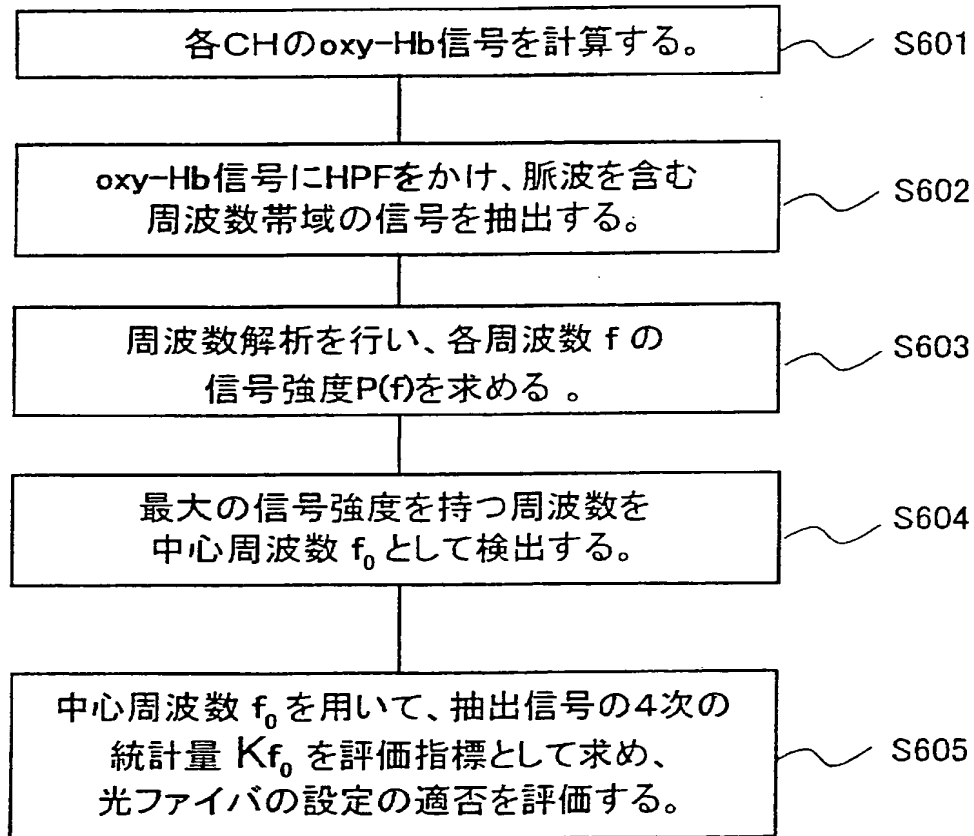 各CHのoxy-Hb信号を計算する。
S601
oxy-Hb信号にHPFをかけ、脈波を含む
周波数帯域の信号を抽出する。
S602
周波数解析を行い、各周波数 f の
信号強度P(f)を求める 。
S603
最大の信号強度を持つ周波数を
中心周波数 f₀ として検出する。
S604
中心周波数 f₀ を用いて、抽出信号の4次の
統計量 Kf₀ を評価指標として求め、
光ファイバの設定の適否を評価する。
S605